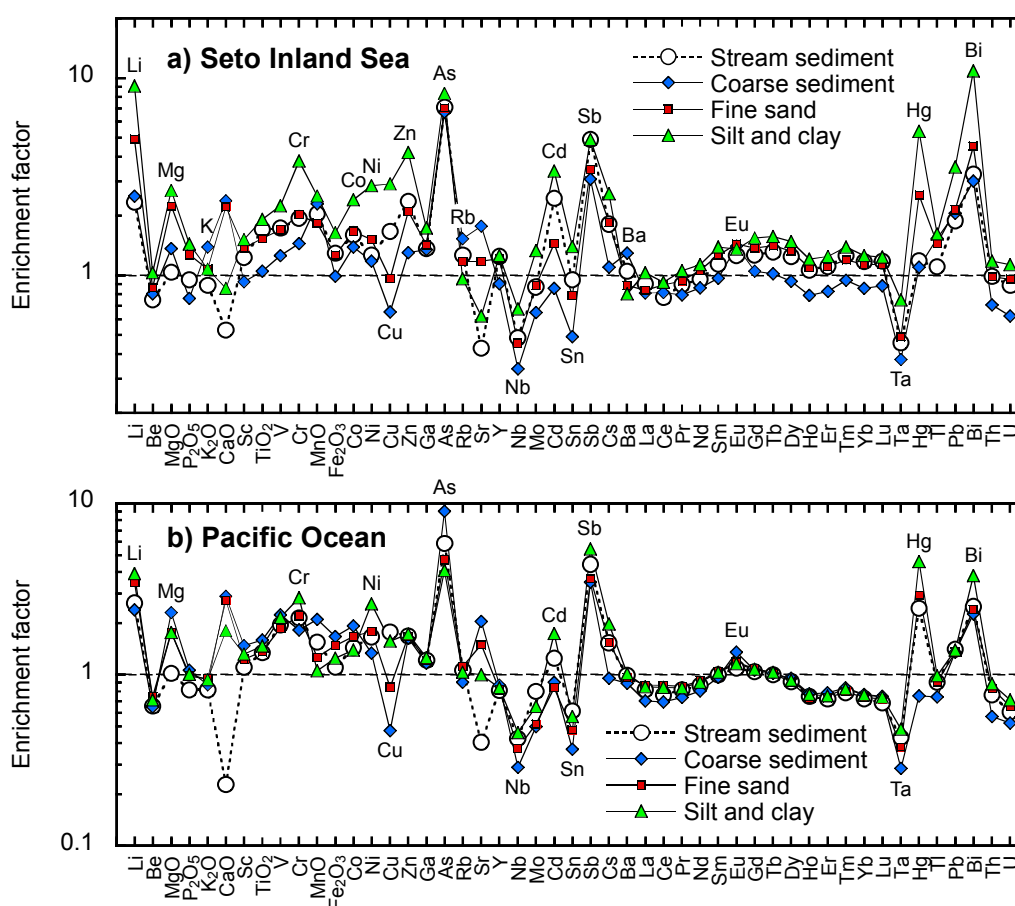 a) Seto Inland Sea
Stream sediment
Coarse sediment
Fine sand
Silt and clay
Enrichment factor
10
1
Li
Mg
K
Cr
Co
Ni
Cu
Zn
As
Rb
Nb
Cd
Sn
Sb
Ba
Eu
Ta
Hg
Bi
Li Be MgO P2O5 K2O CaO Sc TiO2 V Cr MnO Fe2O3 Co Ni Cu Zn Ga As Rb Sr Y Nb Mo Cd Sn Sb Cs Ba La Ce Pr Nd Sm Eu Gd Tb Dy Ho Er Tm Yb Lu Ta Hg Tl Pb Bi Th U
b) Pacific Ocean
Enrichment factor
10
1
0.1
Li
Mg
Cr
Ni
Cu
As
Nb
Cd
Sn
Sb
Eu
Ta
Hg
Bi
Stream sediment
Coarse sediment
Fine sand
Silt and clay
Li Be MgO P2O5 K2O CaO Sc TiO2 V Cr MnO Fe2O3 Co Ni Cu Zn Ga As Rb Sr Y Nb Mo Cd Sn Sb Cs Ba La Ce Pr Nd Sm Eu Gd Tb Dy Ho Er Tm Yb Lu Ta Hg Tl Pb Bi Th U